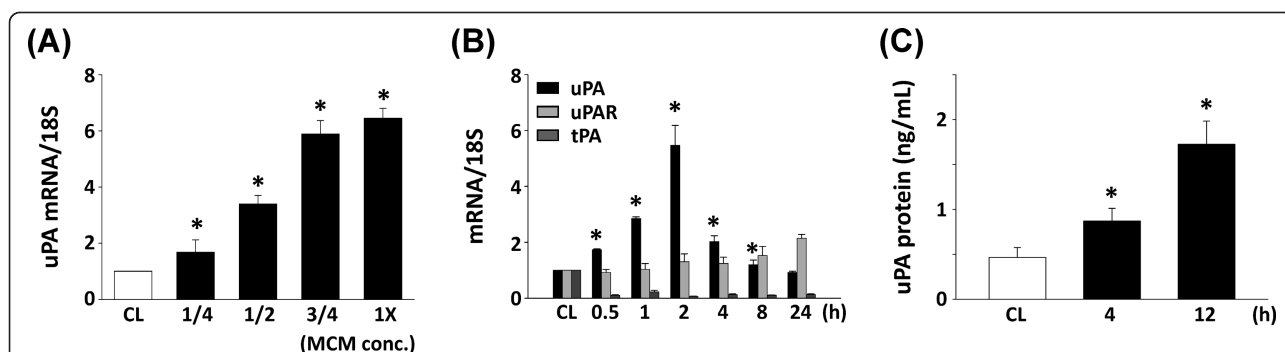 (A)
uPA mRNA/18S
8
6
4
2
0
* * * *
CL 1/4 1/2 3/4 1X
(MCM conc.)
(B)
mRNA/18S
8
6
4
2
0
uPA
uPAR
tPA
* * * * *
CL 0.5 1 2 4 8 24 (h)
(C)
uPA protein (ng/mL)
2
1
0
* *
CL 4 12 (h)